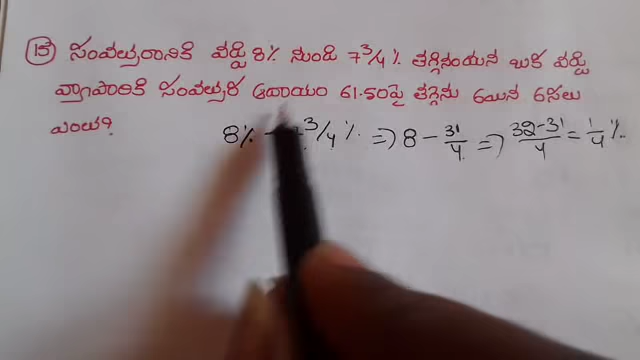 15 సంవత్సరానికి వడ్డి 8% నుండి 7 3/4 % తగ్గినందున ఒక వడ్డి
వ్యాపారికి సంవత్సర ఆదాయం 61.50పై తగ్గెను అయిన అసలు
ఎంత?
8% - 3/4 % => 8 - 31/4 => 32-31/4 = 1/4 %